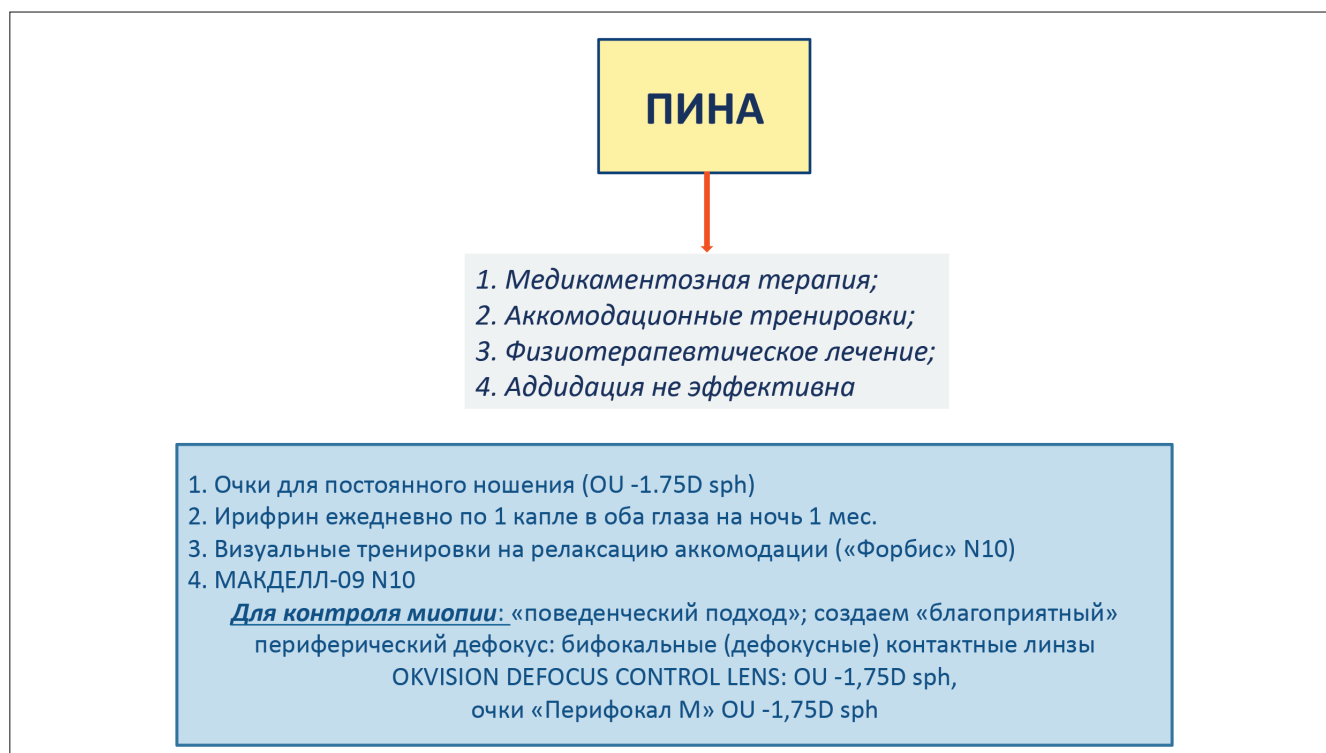 ПИНА
1. Медикаментозная терапия;
2. Аккомодационные тренировки;
3. Физиотерапевтическое лечение;
4. Аддидация не эффективна
1. Очки для постоянного ношения (OU -1.75D sph)
2. Ирифрин ежедневно по 1 капле в оба глаза на ночь 1 мес.
3. Визуальные тренировки на релаксацию аккомодации («Форбис» N10)
4. МАКДЕЛЛ-09 N10
Для контроля миопии: «поведенческий подход»; создаем «благоприятный»
периферический дефокус: бифокальные (дефокусные) контактные линзы
OKVISION DEFOCUS CONTROL LENS: OU -1,75D sph,
очки «Перифокал М» OU -1,75D sph